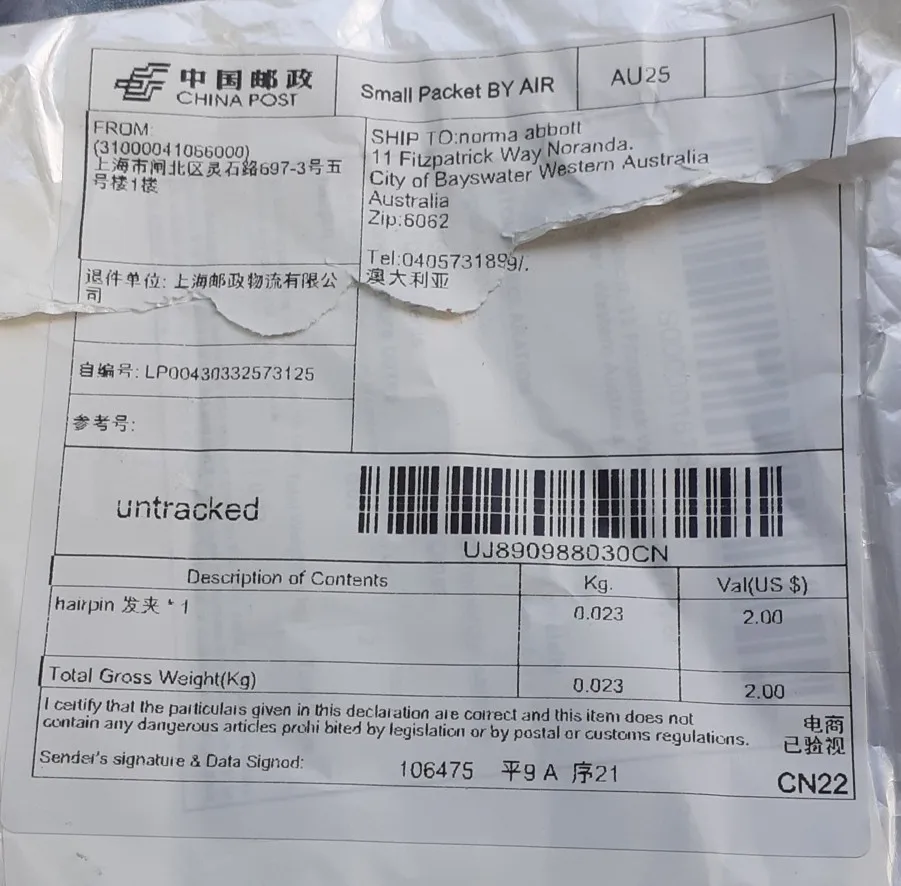 中国邮政
CHINA POST
Small Packet BY AIR
AU25
FROM:
(31000041066000)
上海市闸北区灵石路697-3号五
号楼1楼
SHIP TO:norma abbott
11 Fitzpatrick Way Noranda.
City of Bayswater Western Australia
Australia
Zip:6062
Tel:0405731899/.
澳大利亚
退件单位: 上海邮政物流有限公
司
自编号: LP00430332573125
参考号:
untracked
UJ890988030CN
Description of Contents
Kg.
Val(US $)
hairpin 发夹 * 1
0.023
2.00
Total Gross Weight(Kg)
0.023
2.00
I certify that the particulars given in this declaration are correct and this item does not
contain any dangerous articles prohi bited by legislation or by postal or customs regulations.
电商
已验视
Sender's signature & Data Signed:
106475 平9 A 序21
CN22